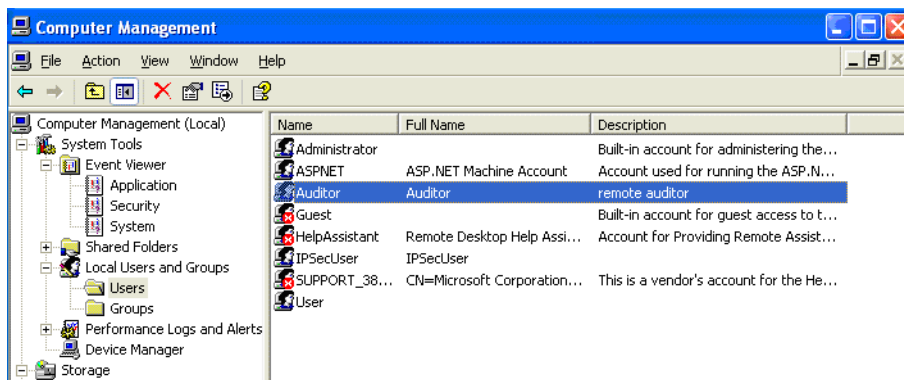 Computer Management
File Action View Window Help
Computer Management (Local)
System Tools
Event Viewer
Application
Security
System
Shared Folders
Local Users and Groups
Users
Groups
Performance Logs and Alerts
Device Manager
Storage
Name Full Name Description
Administrator Built-in account for administering the...
ASPNET ASP.NET Machine Account Account used for running the ASP.N...
Auditor Auditor remote auditor
Guest Built-in account for guest access to t...
HelpAssistant Remote Desktop Help Assi... Account for Providing Remote Assist...
IPSecUser IPSecUser
SUPPORT_38... CN=Microsoft Corporation... This is a vendor's account for the He...
User